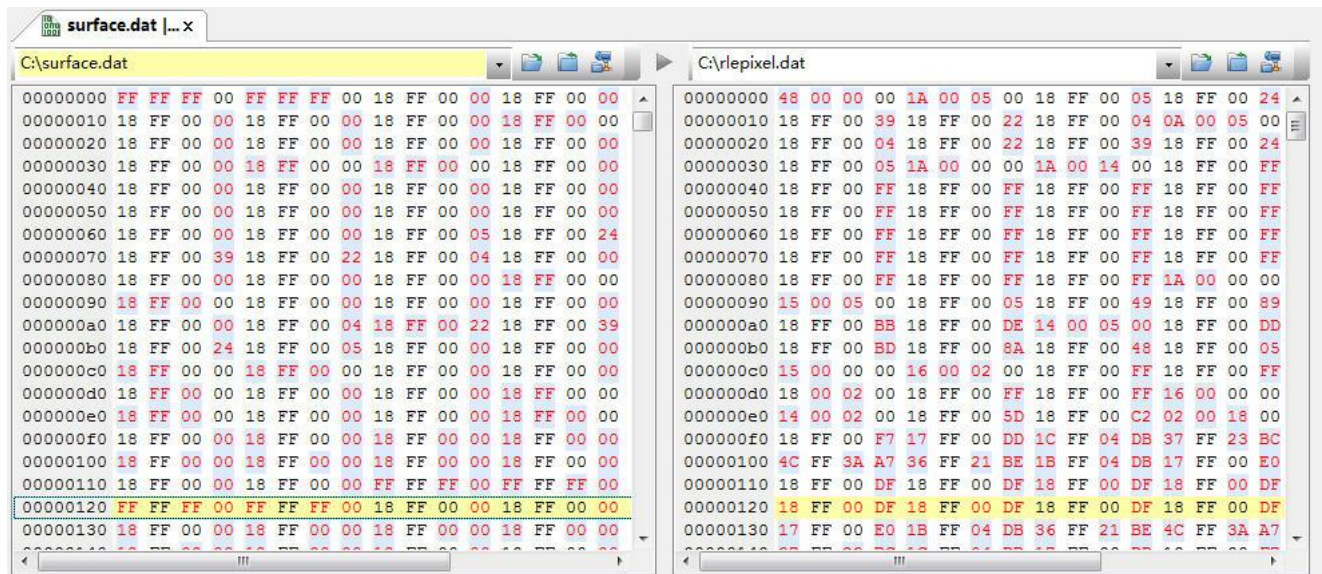 surface.dat |... x
C:\surface.dat
00000000 FF FF FF 00 FF FF FF 00 18 FF 00 00 18 FF 00 00
00000010 18 FF 00 00 18 FF 00 00 18 FF 00 00 18 FF 00 00
00000020 18 FF 00 00 18 FF 00 00 18 FF 00 00 18 FF 00 00
00000030 18 FF 00 00 18 FF 00 00 18 FF 00 00 18 FF 00 00
00000040 18 FF 00 00 18 FF 00 00 18 FF 00 00 18 FF 00 00
00000050 18 FF 00 00 18 FF 00 00 18 FF 00 00 18 FF 00 00
00000060 18 FF 00 00 18 FF 00 00 18 FF 00 05 18 FF 00 24
00000070 18 FF 00 39 18 FF 00 22 18 FF 00 04 18 FF 00 00
00000080 18 FF 00 00 18 FF 00 00 18 FF 00 00 18 FF 00 00
00000090 18 FF 00 00 18 FF 00 00 18 FF 00 00 18 FF 00 00
000000a0 18 FF 00 00 18 FF 00 04 18 FF 00 22 18 FF 00 39
000000b0 18 FF 00 24 18 FF 00 05 18 FF 00 00 18 FF 00 00
000000c0 18 FF 00 00 18 FF 00 00 18 FF 00 00 18 FF 00 00
000000d0 18 FF 00 00 18 FF 00 00 18 FF 00 00 18 FF 00 00
000000e0 18 FF 00 00 18 FF 00 00 18 FF 00 00 18 FF 00 00
000000f0 18 FF 00 00 18 FF 00 00 18 FF 00 00 18 FF 00 00
00000100 18 FF 00 00 18 FF 00 00 18 FF 00 00 18 FF 00 00
00000110 18 FF 00 00 18 FF 00 00 FF FF FF 00 FF FF FF 00
00000120 FF FF FF 00 FF FF FF 00 18 FF 00 00 18 FF 00 00
00000130 18 FF 00 00 18 FF 00 00 18 FF 00 00 18 FF 00 00
C:\rlepixel.dat
00000000 48 00 00 00 1A 00 05 00 18 FF 00 05 18 FF 00 24
00000010 18 FF 00 39 18 FF 00 22 18 FF 00 04 0A 00 05 00
00000020 18 FF 00 04 18 FF 00 22 18 FF 00 39 18 FF 00 24
00000030 18 FF 00 05 1A 00 00 00 1A 00 14 00 18 FF 00 FF
00000040 18 FF 00 FF 18 FF 00 FF 18 FF 00 FF 18 FF 00 FF
00000050 18 FF 00 FF 18 FF 00 FF 18 FF 00 FF 18 FF 00 FF
00000060 18 FF 00 FF 18 FF 00 FF 18 FF 00 FF 18 FF 00 FF
00000070 18 FF 00 FF 18 FF 00 FF 18 FF 00 FF 18 FF 00 FF
00000080 18 FF 00 FF 18 FF 00 FF 18 FF 00 FF 1A 00 00 00
00000090 15 00 05 00 18 FF 00 05 18 FF 00 49 18 FF 00 89
000000a0 18 FF 00 BB 18 FF 00 DE 14 00 05 00 18 FF 00 DD
000000b0 18 FF 00 BD 18 FF 00 8A 18 FF 00 48 18 FF 00 05
000000c0 15 00 00 00 16 00 02 00 18 FF 00 FF 18 FF 00 FF
000000d0 18 00 02 00 18 FF 00 FF 18 FF 00 FF 16 00 00 00
000000e0 14 00 02 00 18 FF 00 5D 18 FF 00 C2 02 00 18 00
000000f0 18 FF 00 F7 17 FF 00 DD 1C FF 04 DB 37 FF 23 BC
00000100 4C FF 3A A7 36 FF 21 BE 1B FF 04 DB 17 FF 00 E0
00000110 18 FF 00 DF 18 FF 00 DF 18 FF 00 DF 18 FF 00 DF
00000120 18 FF 00 DF 18 FF 00 DF 18 FF 00 DF 18 FF 00 DF
00000130 17 FF 00 E0 1B FF 04 DB 36 FF 21 BE 4C FF 3A A7